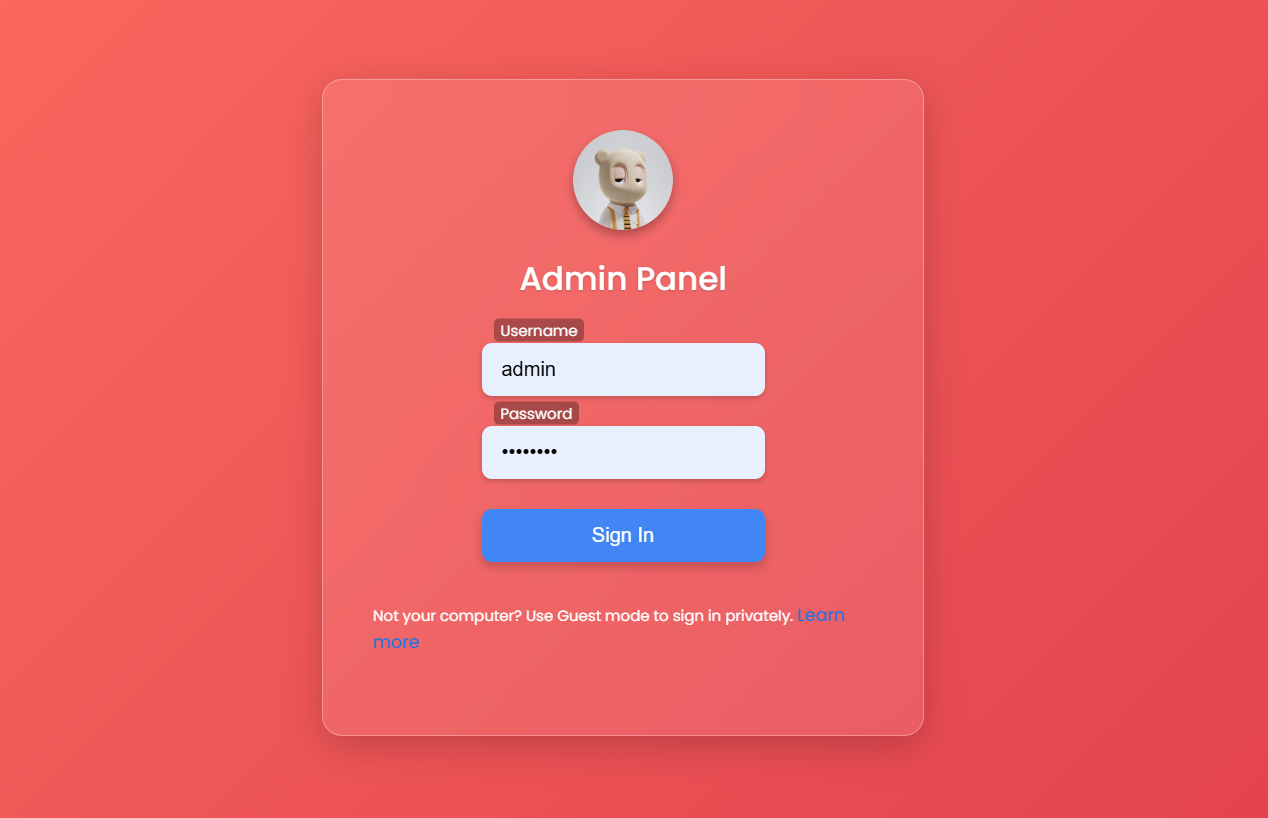 Admin Panel
Username
admin
Password
••••••••
Sign In
Not your computer? Use Guest mode to sign in privately. Learn
more